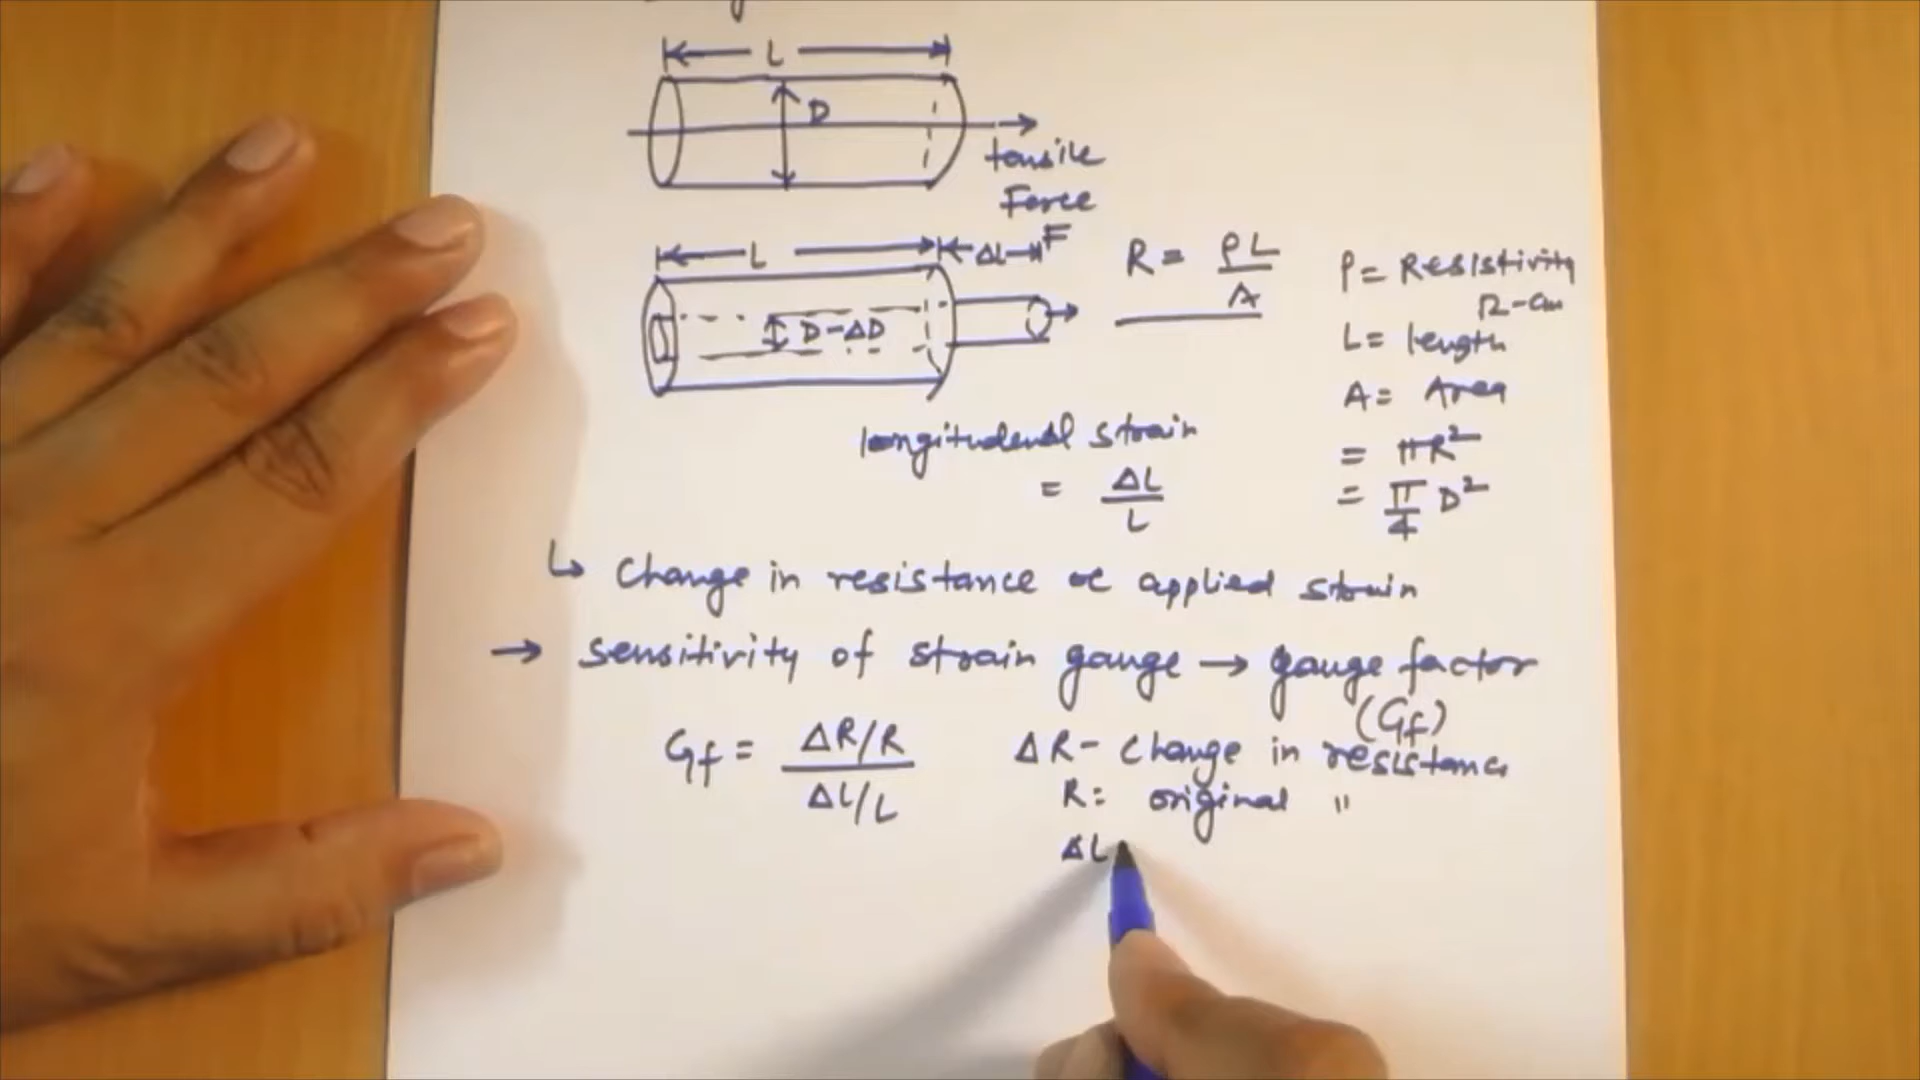 L
D
tensile
Force
L ΔL F
D-ΔD
R = ρL/A
ρ= Resistivity
Ω-cm
L= length
A= Area
= πR²
= π/4 D²
longitudenal strain
= ΔL/L
↳ Change in resistance ∝ applied strain
→ sensitivity of strain gauge → gauge factor
(Gf)
Gf = ΔR/R / ΔL/L
ΔR- Change in resistance
R= original "
ΔL